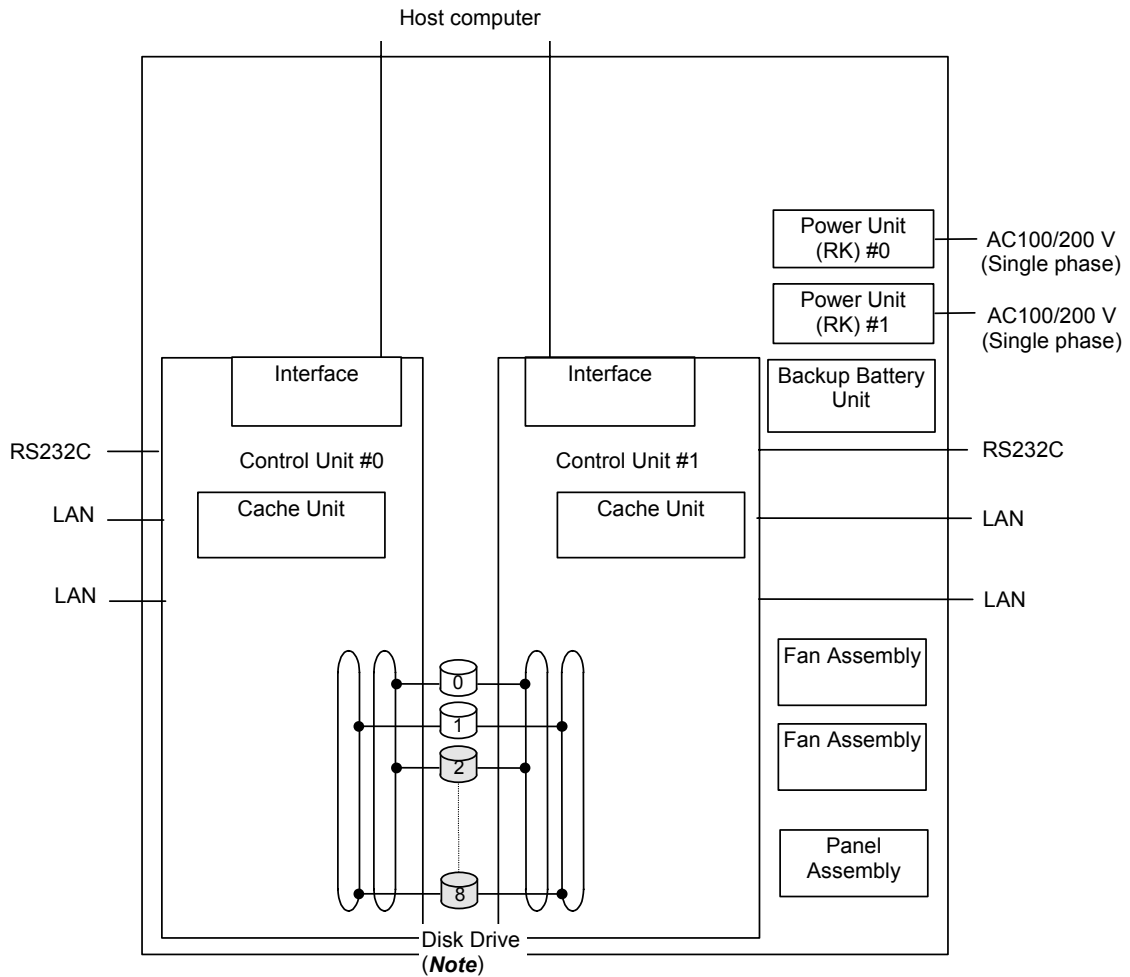 Host computer
Power Unit
(RK) #0
AC100/200 V
(Single phase)
Power Unit
(RK) #1
AC100/200 V
(Single phase)
Interface
Interface
Backup Battery
Unit
RS232C
Control Unit #0
Control Unit #1
RS232C
Cache Unit
Cache Unit
LAN
LAN
LAN
LAN
Fan Assembly
0
1
Fan Assembly
2
Panel
Assembly
8
Disk Drive
(Note)